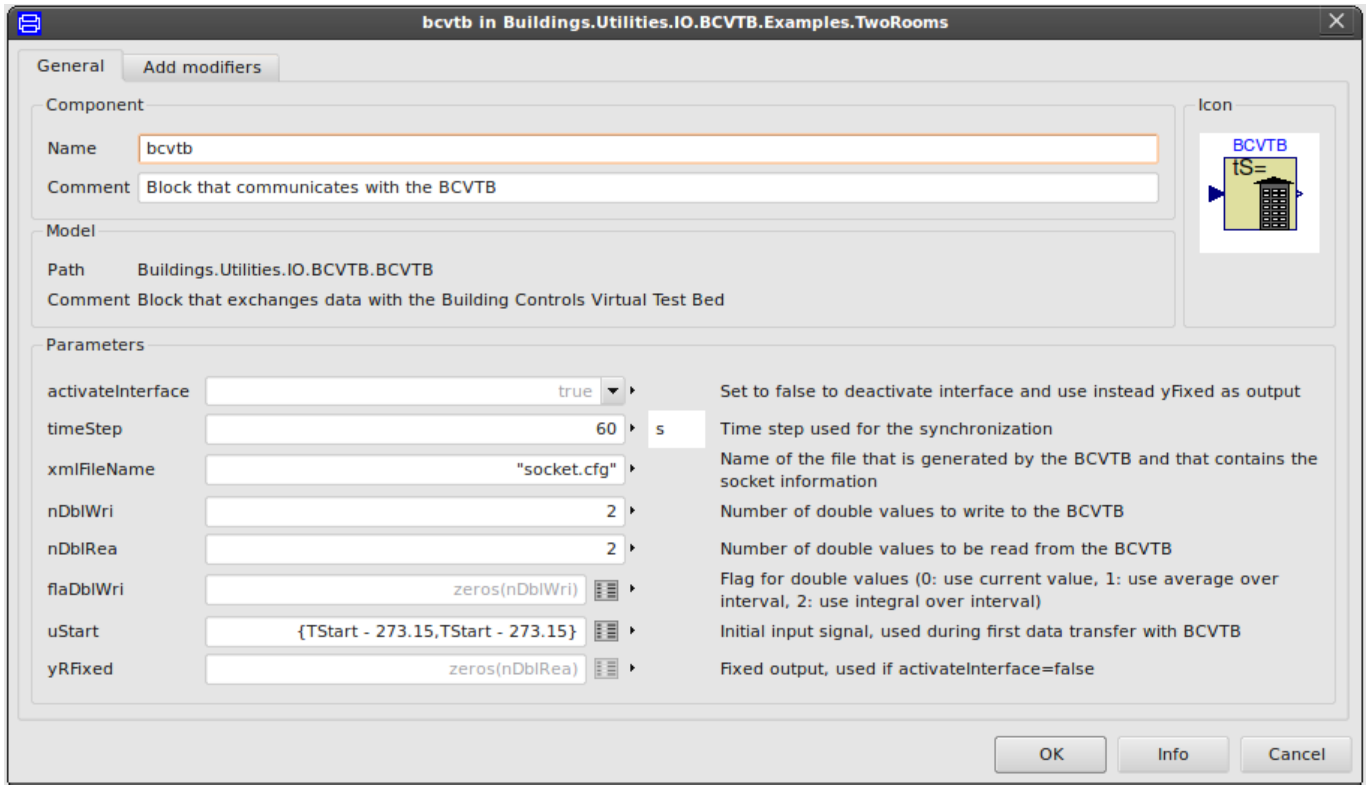 bcvtb in Buildings.Utilities.IO.BCVTB.Examples.TwoRooms
General
Add modifiers
Component
Icon
Name
bcvtb
BCVTB
tS=
Comment
Block that communicates with the BCVTB
Model
Path
Buildings.Utilities.IO.BCVTB.BCVTB
Comment
Block that exchanges data with the Building Controls Virtual Test Bed
Parameters
activateInterface
true
Set to false to deactivate interface and use instead yFixed as output
timeStep
60
s
Time step used for the synchronization
xmlFileName
"socket.cfg"
Name of the file that is generated by the BCVTB and that contains the
socket information
nDblWri
2
Number of double values to write to the BCVTB
nDblRea
2
Number of double values to be read from the BCVTB
flaDblWri
zeros(nDblWri)
Flag for double values (0: use current value, 1: use average over
interval, 2: use integral over interval)
uStart
{TStart - 273.15,TStart - 273.15}
Initial input signal, used during first data transfer with BCVTB
yRFixed
zeros(nDblRea)
Fixed output, used if activateInterface=false
OK
Info
Cancel